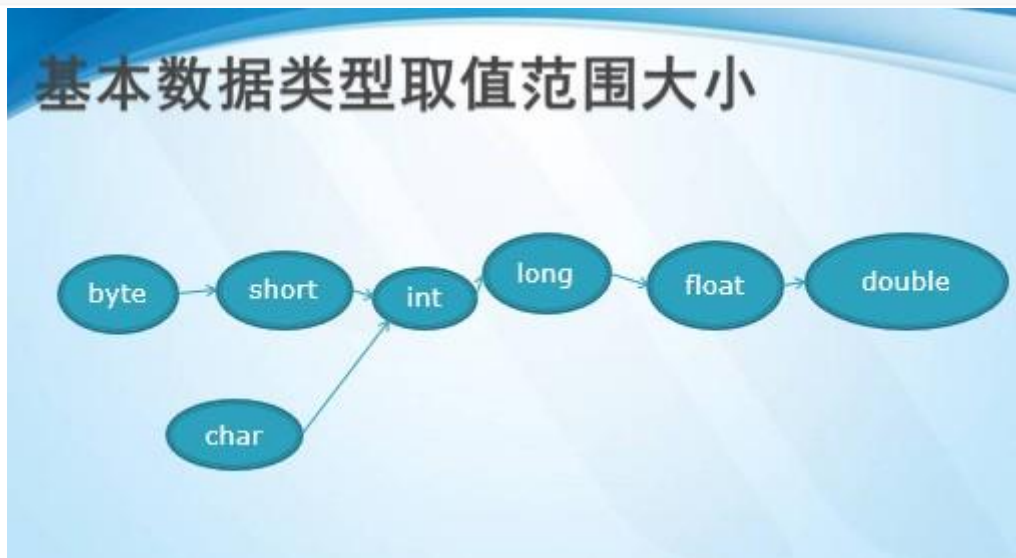 基本数据类型取值范围大小
byte
short
int
long
float
double
char